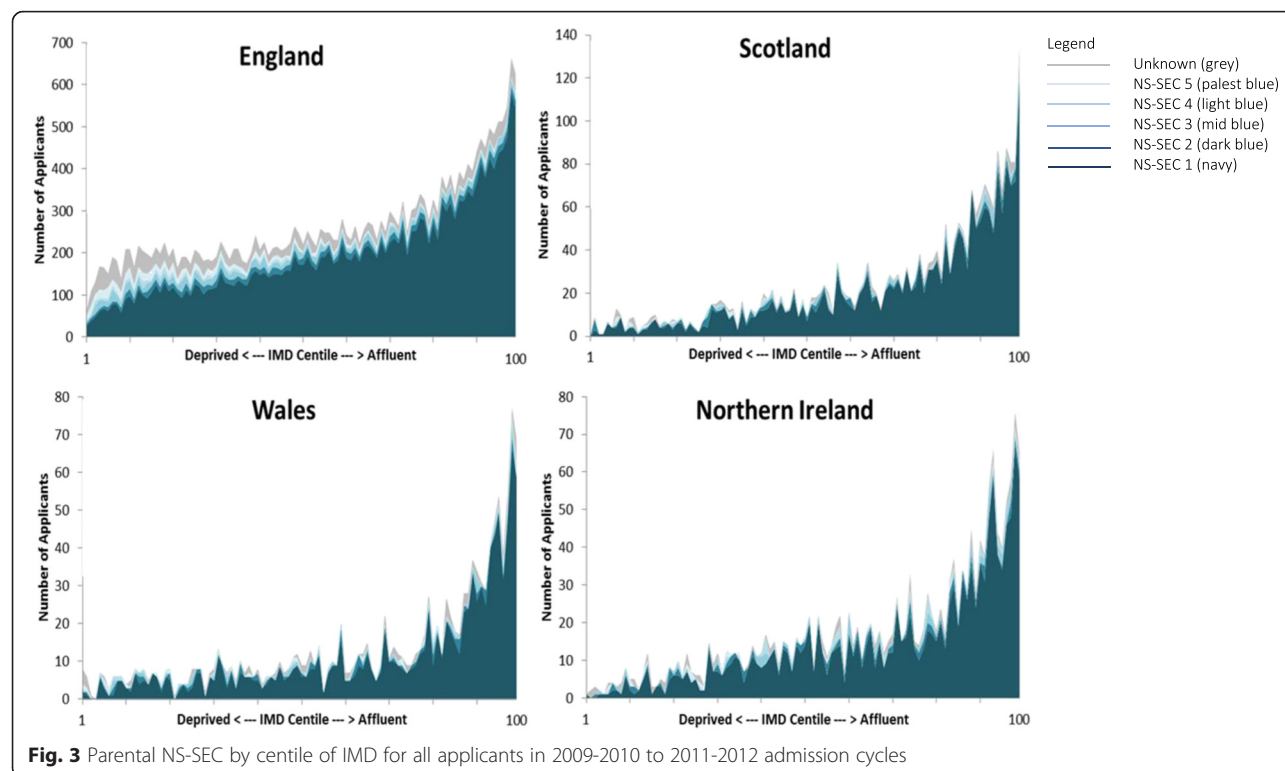 England
Number of Applicants
700
600
500
400
300
200
100
0
1
Deprived < --- IMD Centile --- > Affluent
100
Scotland
Number of Applicants
140
120
100
80
60
40
20
0
1
Deprived < --- IMD Centile --- > Affluent
100
Legend
Unknown (grey)
NS-SEC 5 (palest blue)
NS-SEC 4 (light blue)
NS-SEC 3 (mid blue)
NS-SEC 2 (dark blue)
NS-SEC 1 (navy)
Wales
Number of Applicants
80
70
60
50
40
30
20
10
0
1
Deprived < --- IMD Centile --- > Affluent
100
Northern Ireland
Number of Applicants
80
70
60
50
40
30
20
10
0
1
Deprived < --- IMD Centile --- > Affluent
100
Fig. 3 Parental NS-SEC by centile of IMD for all applicants in 2009-2010 to 2011-2012 admission cycles